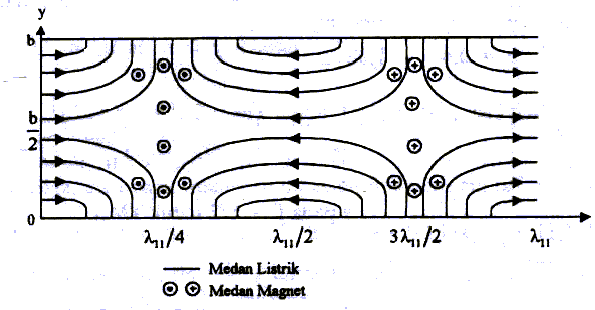 y
b
b
2
0
λ₁₁/4 λ₁₁/2 3λ₁₁/2 λ₁₁
Medan Listrik
Medan Magnet